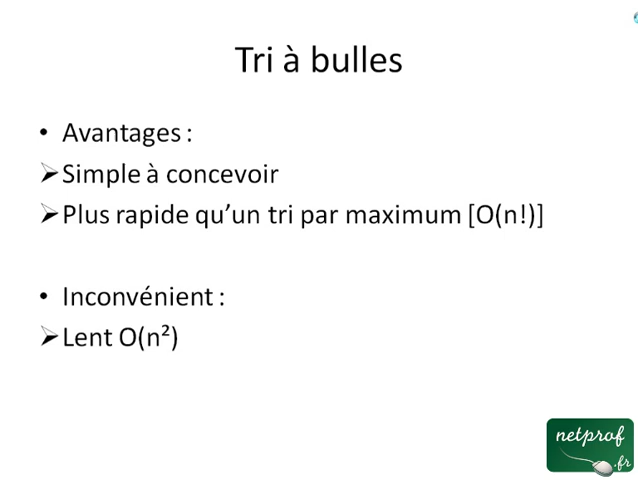 Tri à bulles
• Avantages :
➢Simple à concevoir
➢Plus rapide qu’un tri par maximum [O(n!)]
• Inconvénient :
➢Lent O(n²)
netprof
.fr